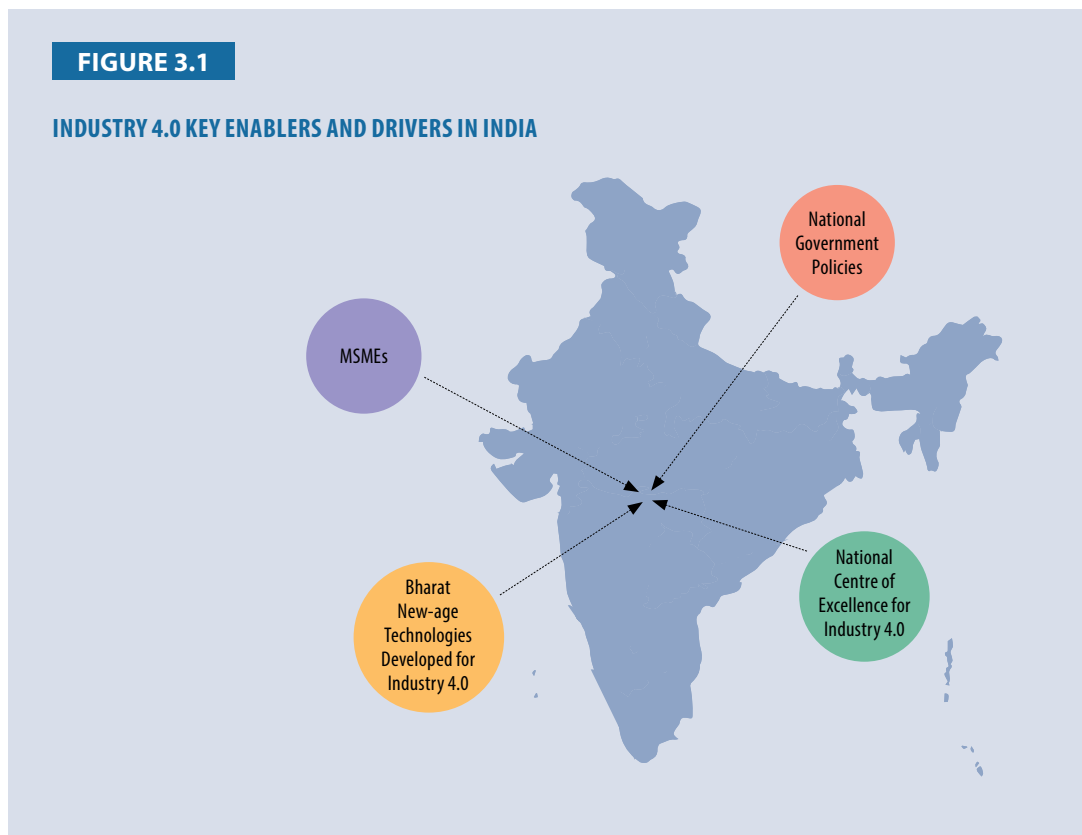 FIGURE 3.1
INDUSTRY 4.0 KEY ENABLERS AND DRIVERS IN INDIA
National
Government
Policies
MSMEs
National
Centre of
Excellence for
Industry 4.0
Bharat
New-age
Technologies
Developed for
Industry 4.0